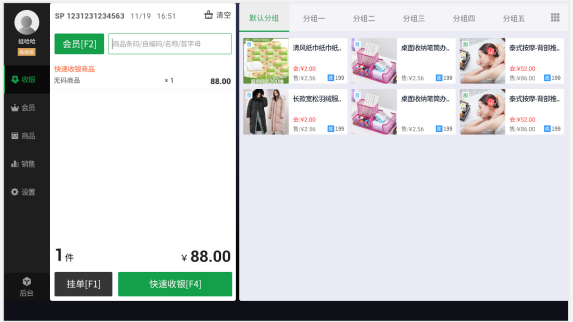 SP 1231231234563 11/19 16:51 清空
会员[F2] 商品条码/自编码/名称/首字母
快速收银商品
无码商品 x 1 88.00
1件 ¥ 88.00
挂单[F1] 快速收银[F4]
娃哈哈
收银
会员
商品
销售
设置
后台
默认分组 分组一 分组二 分组三 分组四 分组五
清风纸巾纸巾纸..
会:¥2.00
售:¥2.56 199
桌面收纳笔筒办..
售:¥2.56 199
泰式按摩-背部推..
会:¥52.00
售:¥86.00 199
长款宽松羽绒服..
会:¥2.00
售:¥2.56 199
桌面收纳笔筒办..
售:¥2.56 199
泰式按摩-背部推..
会:¥52.00
售:¥86.00 199